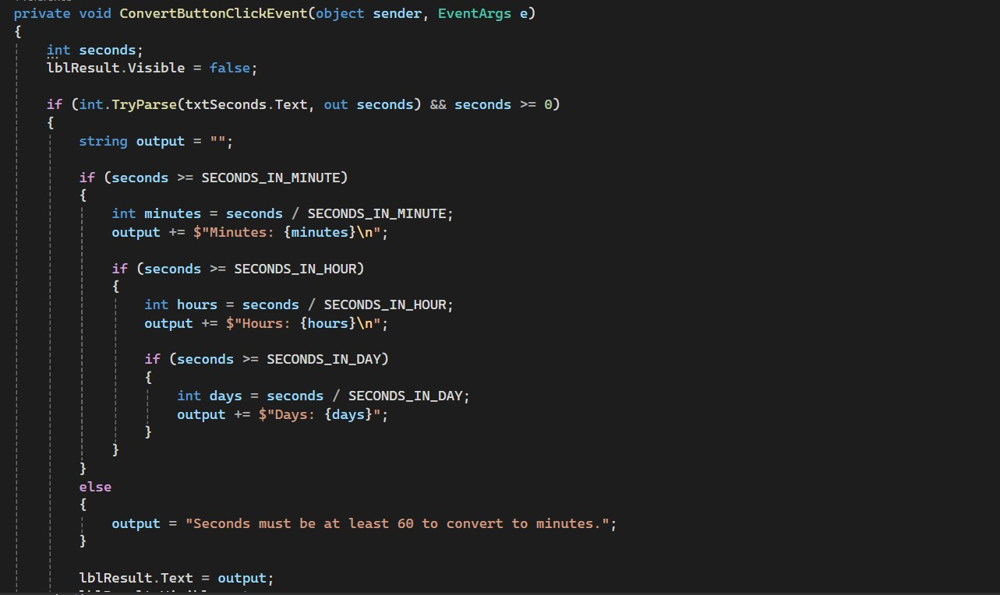 private void ConvertButtonClickEvent(object sender, EventArgs e)
{
    int seconds;
    lblResult.Visible = false;

    if (int.TryParse(txtSeconds.Text, out seconds) && seconds >= 0)
    {
        string output = "";

        if (seconds >= SECONDS_IN_MINUTE)
        {
            int minutes = seconds / SECONDS_IN_MINUTE;
            output += $"Minutes: {minutes}\n";

            if (seconds >= SECONDS_IN_HOUR)
            {
                int hours = seconds / SECONDS_IN_HOUR;
                output += $"Hours: {hours}\n";

                if (seconds >= SECONDS_IN_DAY)
                {
                    int days = seconds / SECONDS_IN_DAY;
                    output += $"Days: {days}";
                }
            }
        }
        else
        {
            output = "Seconds must be at least 60 to convert to minutes.";
        }

        lblResult.Text = output;